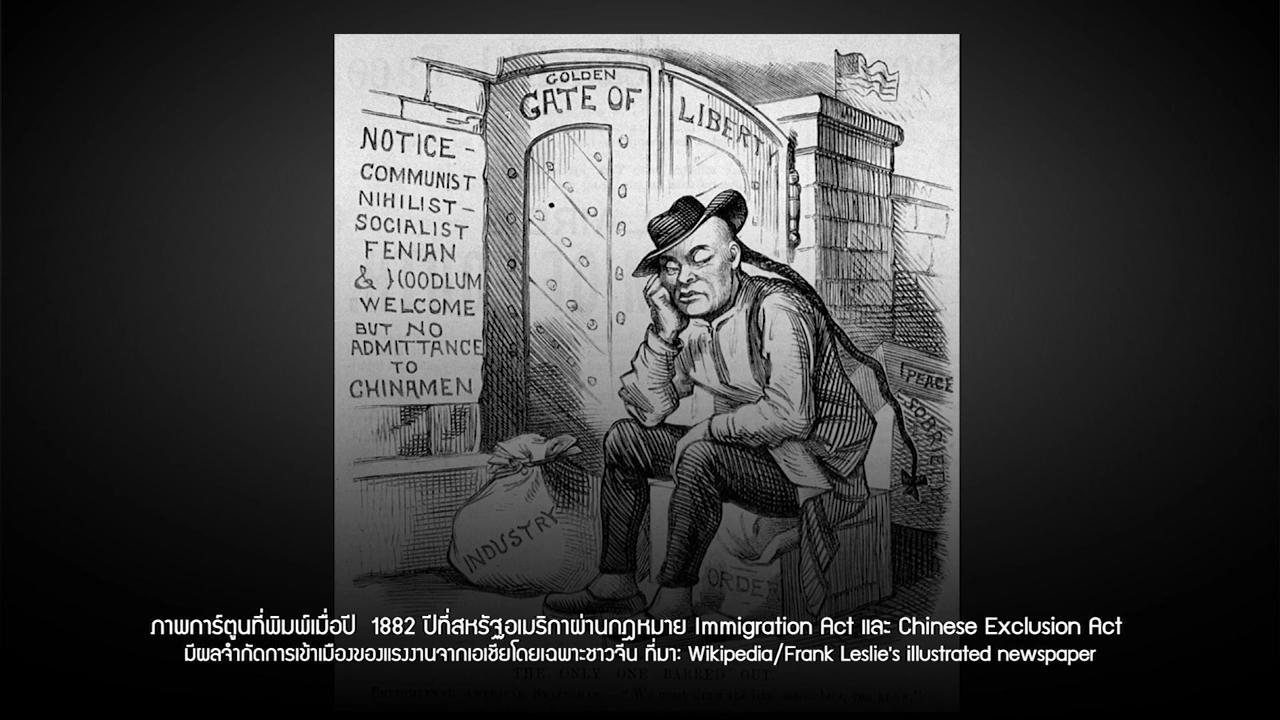 GOLDEN
GATE OF
LIBERTY
NOTICE -
COMMUNIST
NIHILIST -
SOCIALIST
FENIAN
& HOODLUM
WELCOME
BUT NO
ADMITTANCE
TO
CHINAMEN
PEACE
SOBRIETY
INDUSTRY
ORDER
ภาพการ์ตูนที่พิมพ์เมื่อปี 1882 ปีที่สหรัฐอเมริกาผ่านกฎหมาย Immigration Act และ Chinese Exclusion Act
มีผลจำกัดการเข้าเมืองของแรงงานจากเอเชียโดยเฉพาะชาวจีน ที่มา: Wikipedia/Frank Leslie's illustrated newspaper
THE ONLY ONE BARRED OUT.